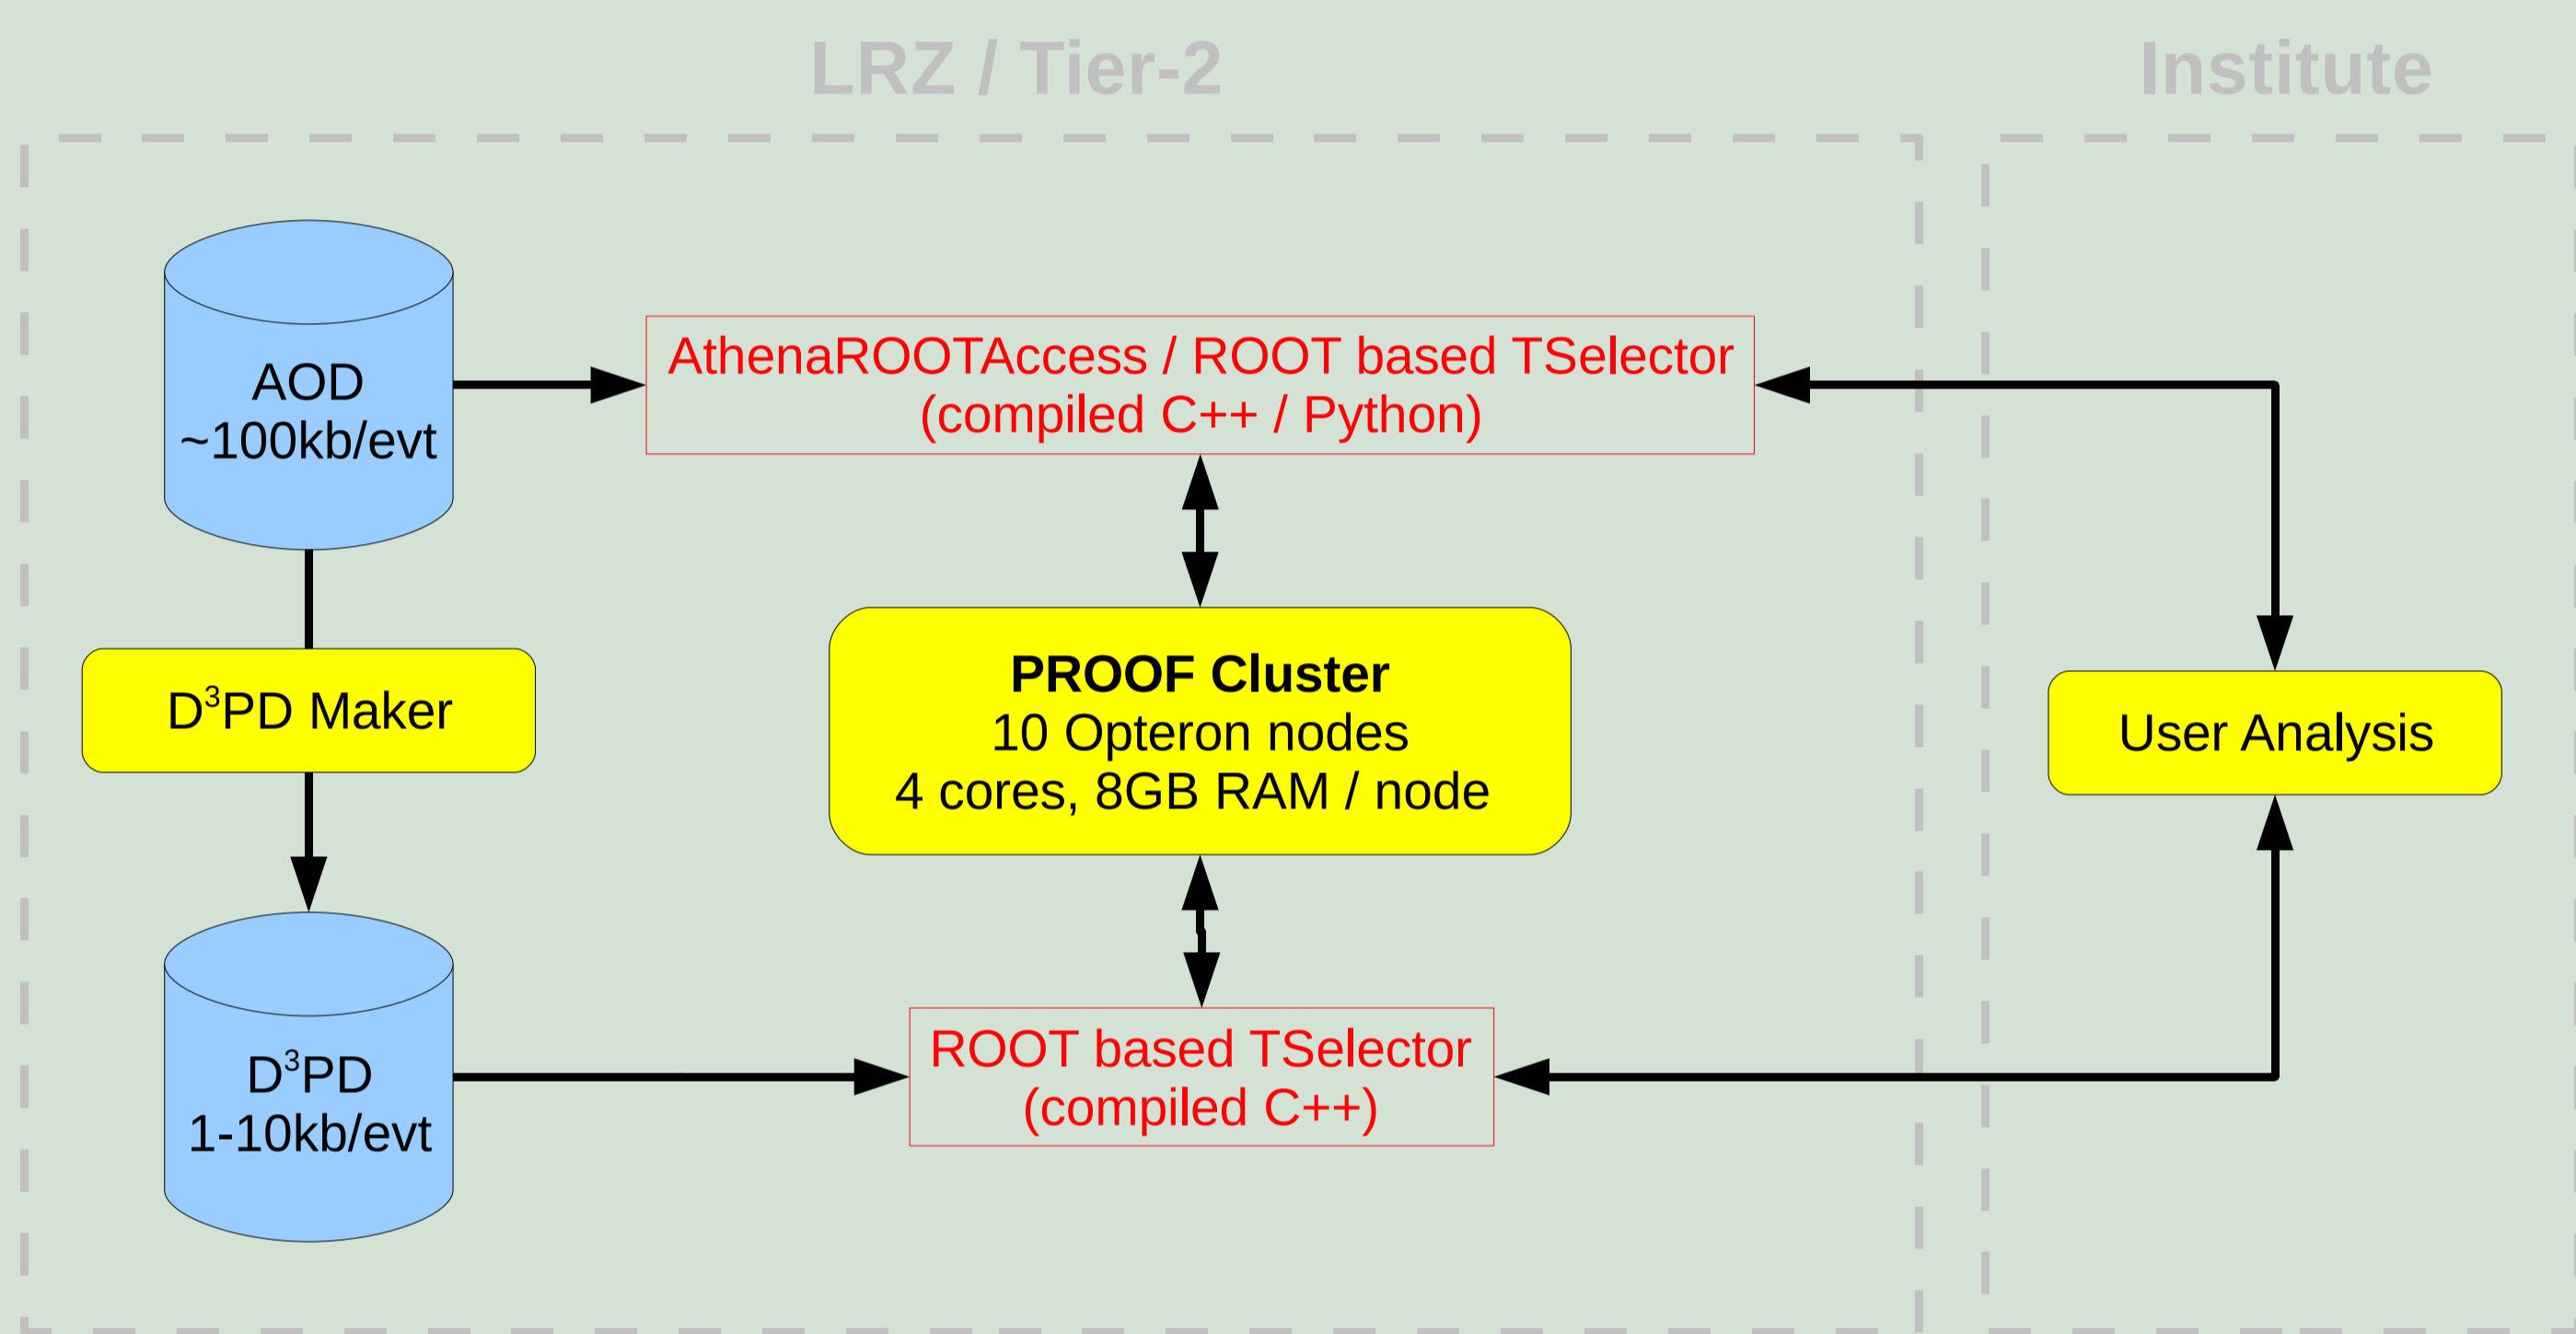 LRZ / Tier-2
Institute
AOD
~100kb/evt
AthenaROOTAccess / ROOT based TSelector
(compiled C++ / Python)
D³PD Maker
PROOF Cluster
10 Opteron nodes
4 cores, 8GB RAM / node
User Analysis
D³PD
1-10kb/evt
ROOT based TSelector
(compiled C++)